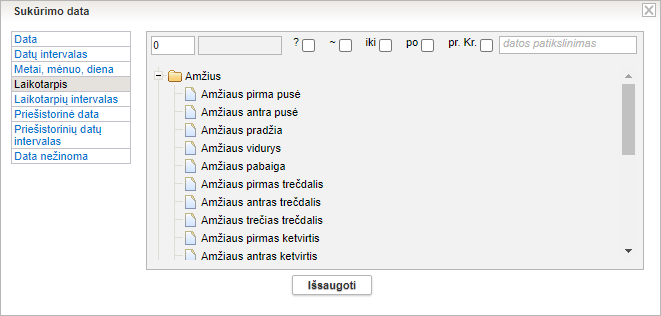 Sukūrimo data
Data
Datų intervalas
Metai, mėnuo, diena
Laikotarpis
Laikotarpių intervalas
Priešistorinė data
Priešistorinių datų
intervalas
Data nežinoma
0 ? ~ iki po pr. Kr. datos patikslinimas
Amžius
Amžiaus pirma pusė
Amžiaus antra pusė
Amžiaus pradžia
Amžiaus vidurys
Amžiaus pabaiga
Amžiaus pirmas trečdalis
Amžiaus antras trečdalis
Amžiaus trečias trečdalis
Amžiaus pirmas ketvirtis
Amžiaus antras ketvirtis
Išsaugoti